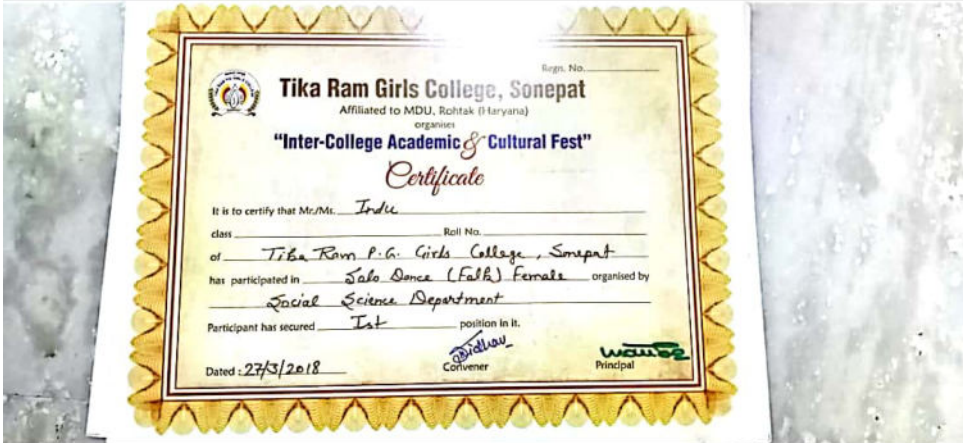 Regn. No.
Tika Ram Girls College, Sonepat
Affiliated to MDU, Rohtak (Haryana)
organises
"Inter-College Academic & Cultural Fest"
Certificate
It is to certify that Mr./Ms. Indu
class Roll No.
of Tika Ram P.G. Girls College, Sonepat
has participated in Solo Dance (Folk) Female organised by
Social Science Department
Participant has secured Ist position in it.
Dated : 27/3/2018 Convener Principal